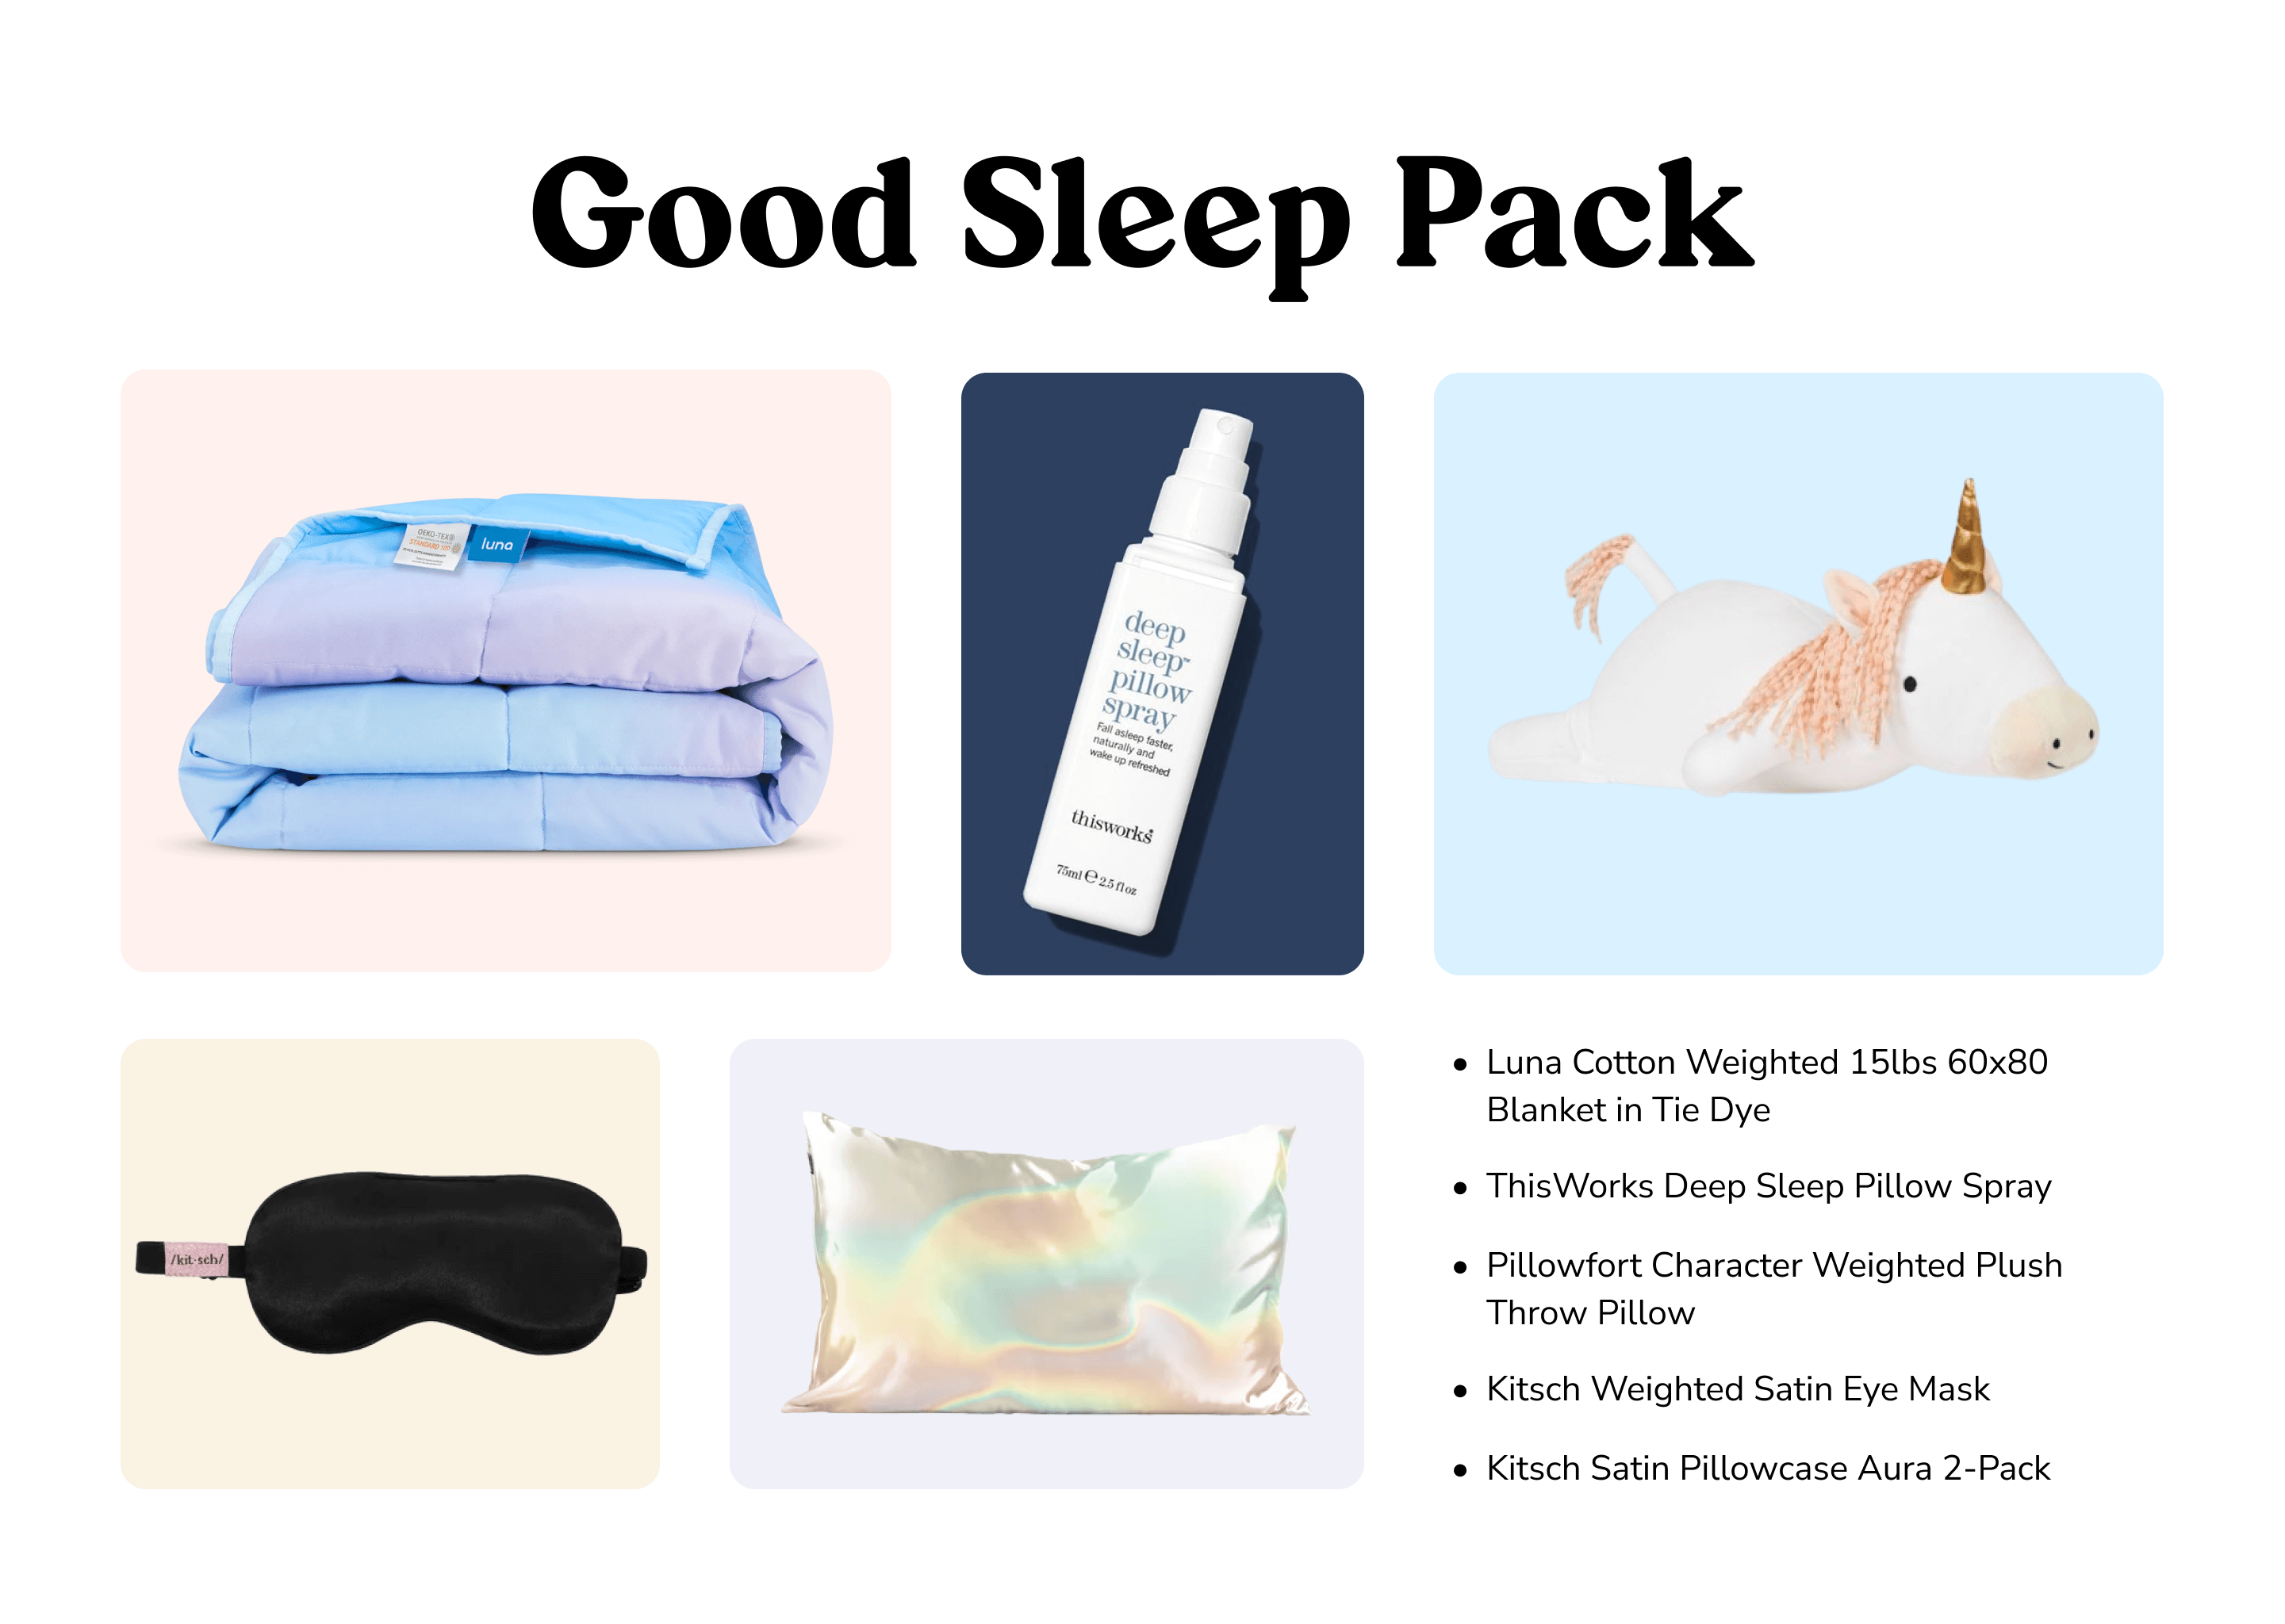 Good Sleep Pack
OEKO-TEX®
STANDARD 100
luna
deep
sleep™
pillow
spray
Fall asleep faster,
naturally and
wake up refreshed
thisworks®
75ml ℮ 2.5 fl oz
/kit·sch/
• Luna Cotton Weighted 15lbs 60x80
Blanket in Tie Dye
• ThisWorks Deep Sleep Pillow Spray
• Pillowfort Character Weighted Plush
Throw Pillow
• Kitsch Weighted Satin Eye Mask
• Kitsch Satin Pillowcase Aura 2-Pack